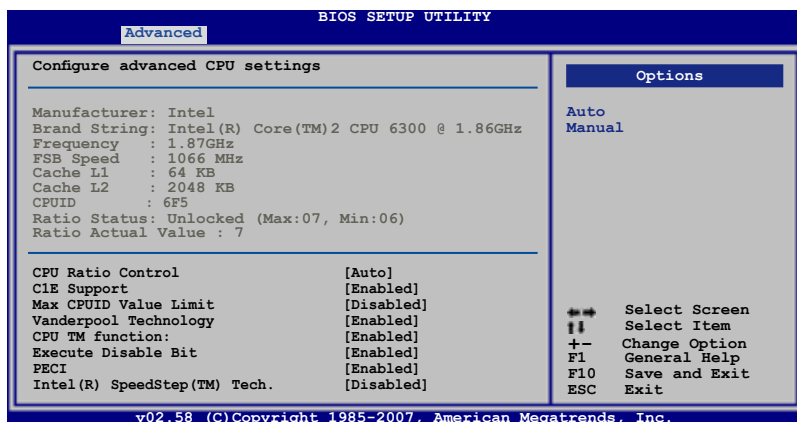 BIOS SETUP UTILITY
Advanced
Configure advanced CPU settings
Manufacturer: Intel
Brand String: Intel(R) Core(TM)2 CPU 6300 @ 1.86GHz
Frequency : 1.87GHz
FSB Speed : 1066 MHz
Cache L1 : 64 KB
Cache L2 : 2048 KB
CPUID : 6F5
Ratio Status: Unlocked (Max:07, Min:06)
Ratio Actual Value : 7
CPU Ratio Control [Auto]
C1E Support [Enabled]
Max CPUID Value Limit [Disabled]
Vanderpool Technology [Enabled]
CPU TM function: [Enabled]
Execute Disable Bit [Enabled]
PECI [Enabled]
Intel(R) SpeedStep(TM) Tech. [Disabled]
Options
Auto
Manual
←→ Select Screen
↑↓ Select Item
+- Change Option
F1 General Help
F10 Save and Exit
ESC Exit
v02.58 (C)Copyright 1985-2007, American Megatrends, Inc.